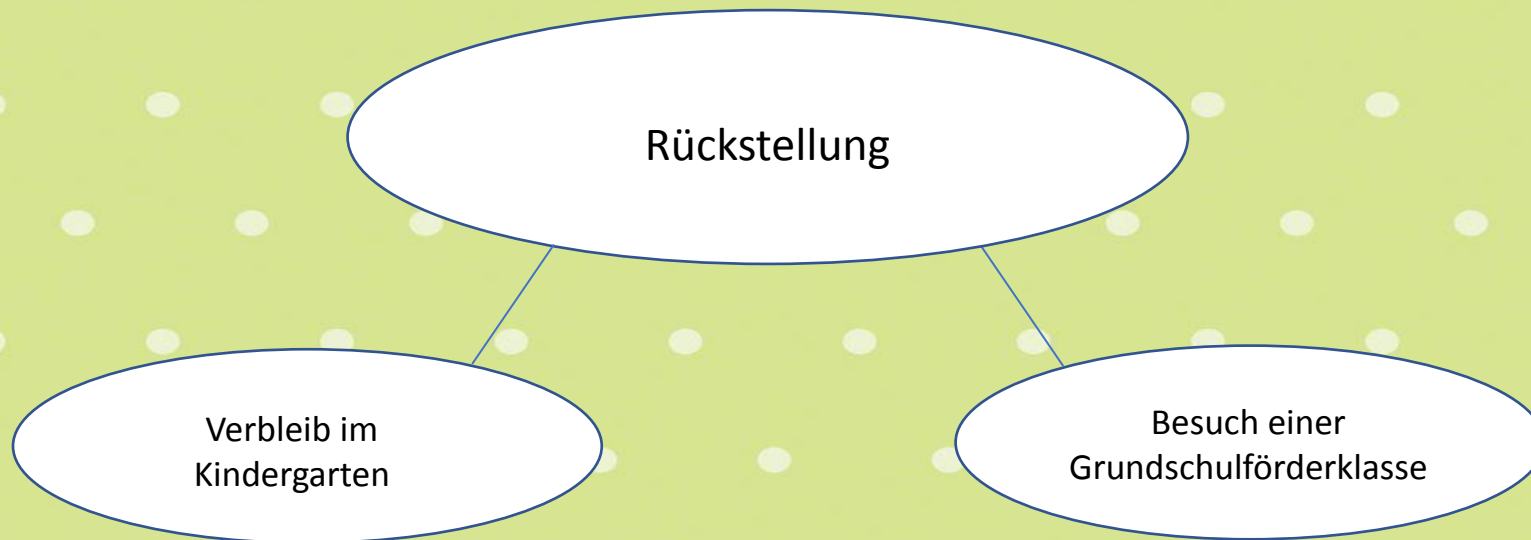 Rückstellung
Verbleib im
Kindergarten
Besuch einer
Grundschulförderklasse